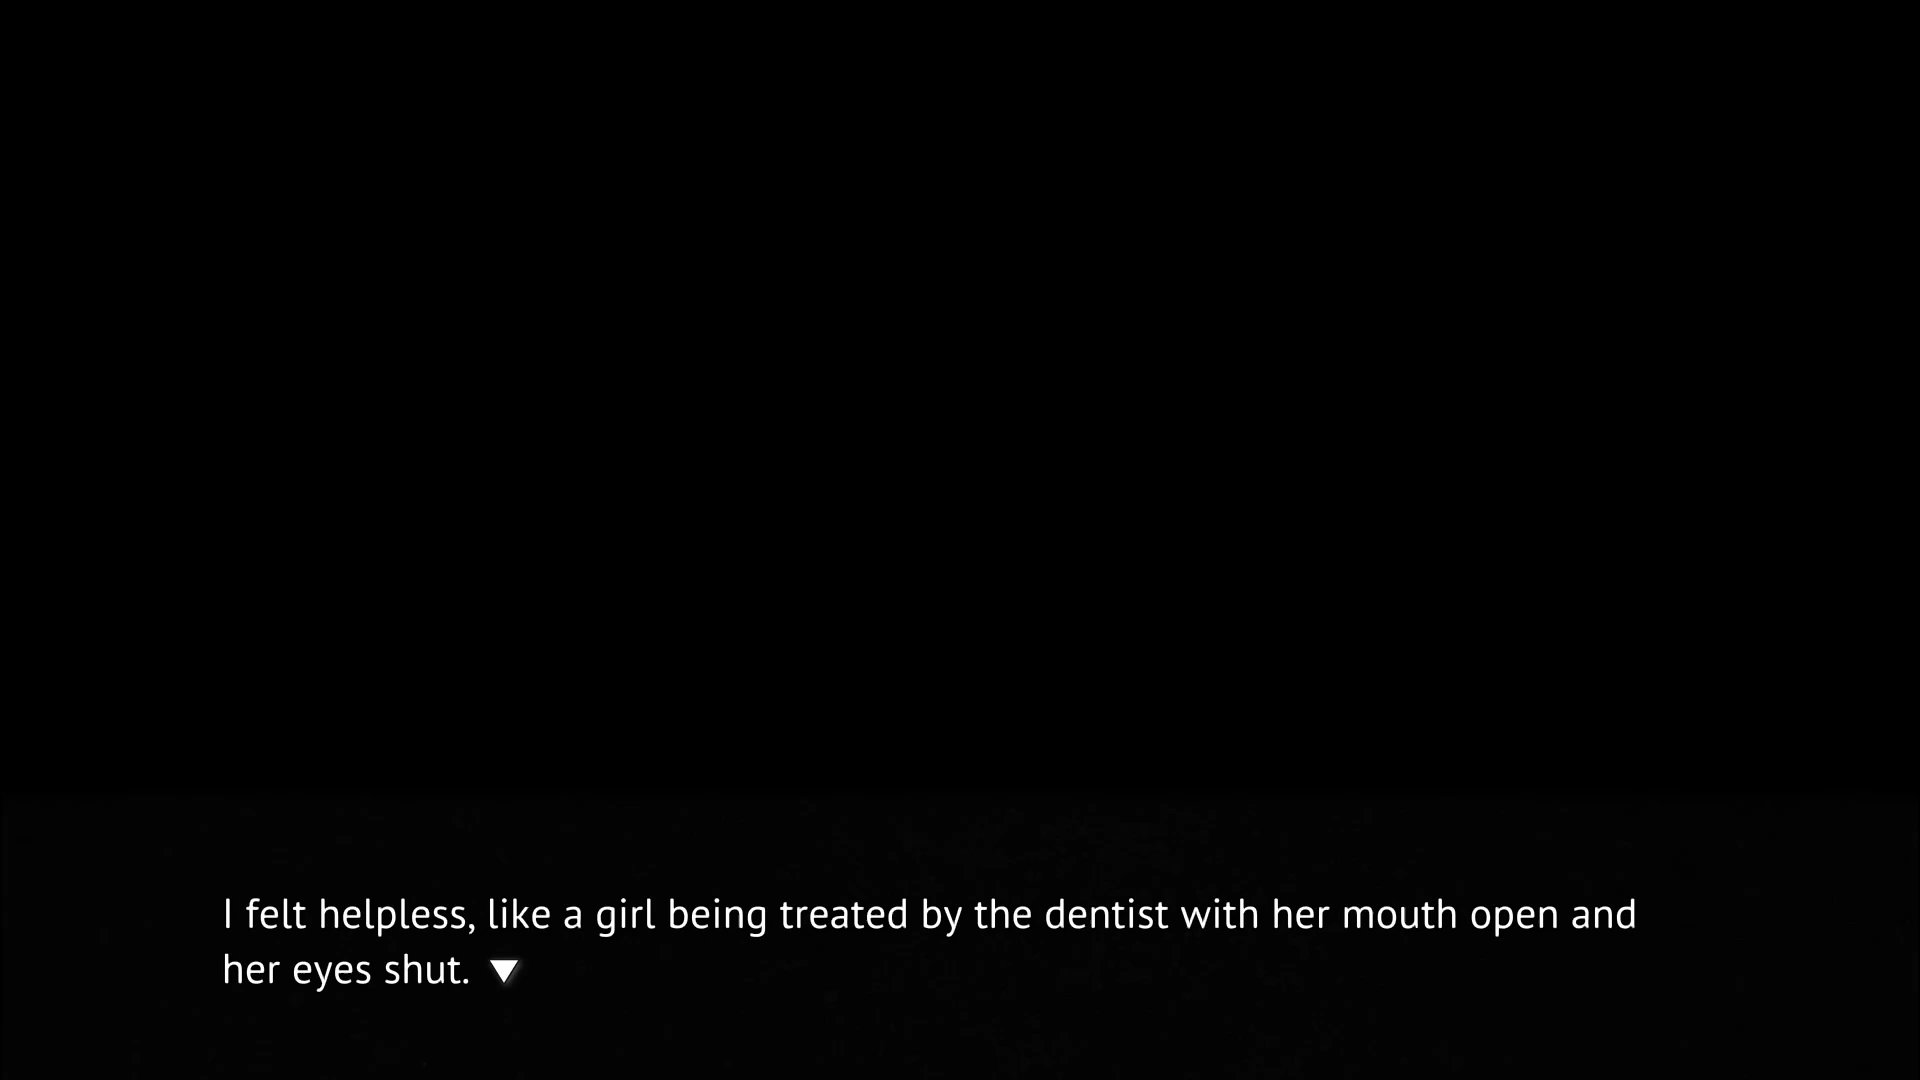 I felt helpless, like a girl being treated by the dentist with her mouth open and
her eyes shut.